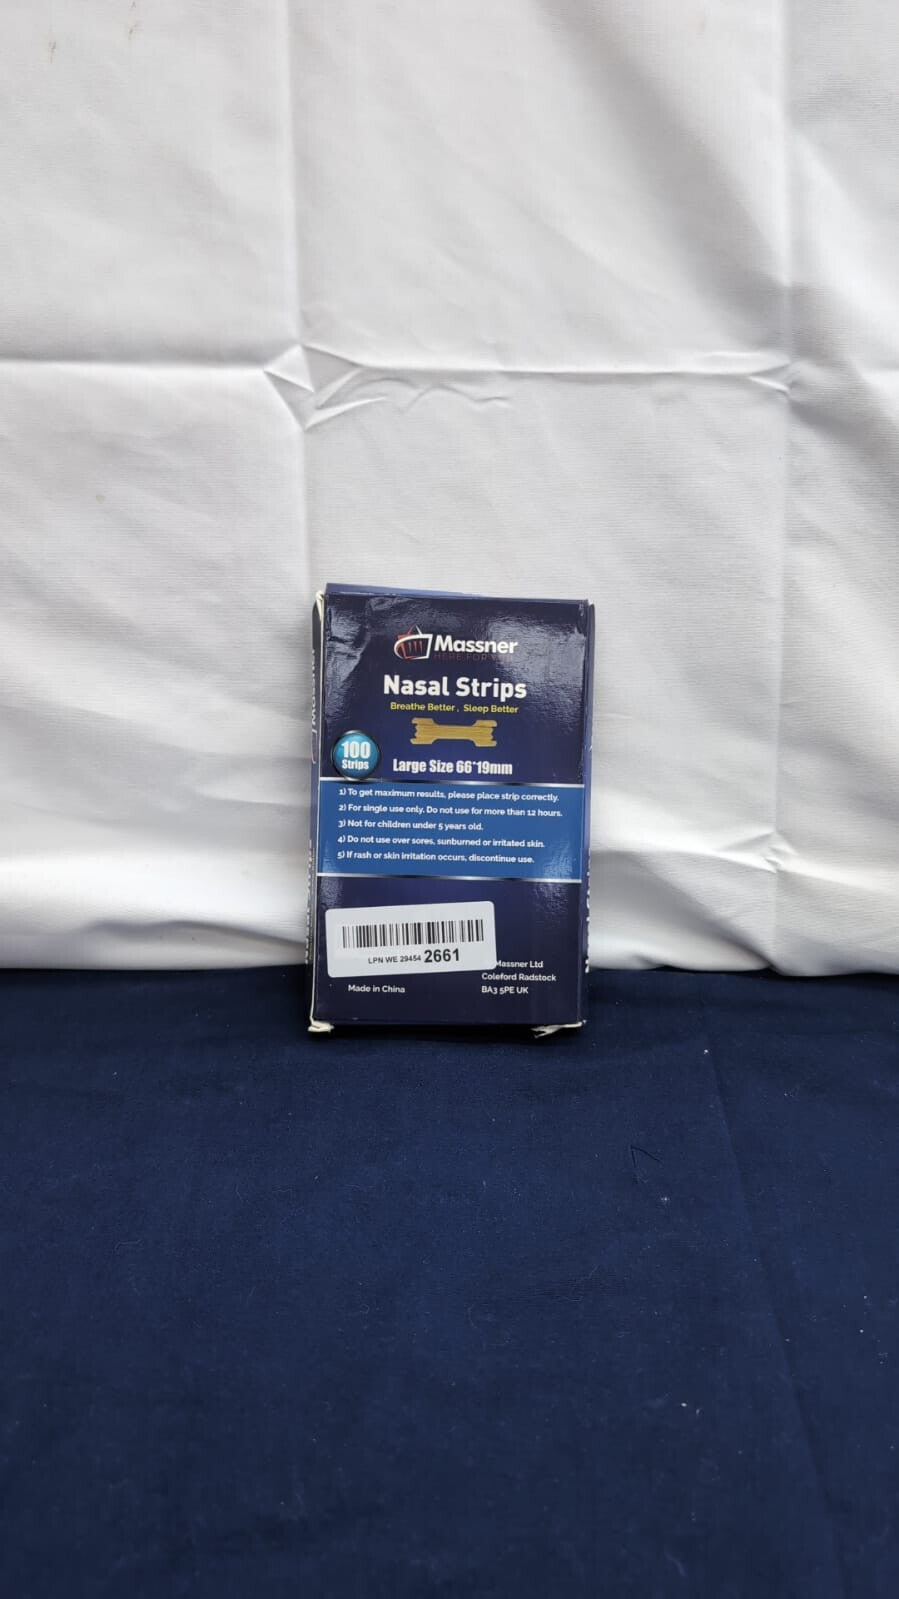 Massner
HERE FOR YOU
Nasal Strips
Breathe Better , Sleep Better
100
Strips
Large Size 66*19mm
1) To get maximum results, please place strip correctly.
2) For single use only. Do not use for more than 12 hours.
3) Not for children under 5 years old.
4) Do not use over sores, sunburned or irritated skin.
5) If rash or skin irritation occurs, discontinue use.
LPN WE 29454 2661
Massner Ltd
Coleford Radstock
Made in China
BA3 5PE UK
Massner